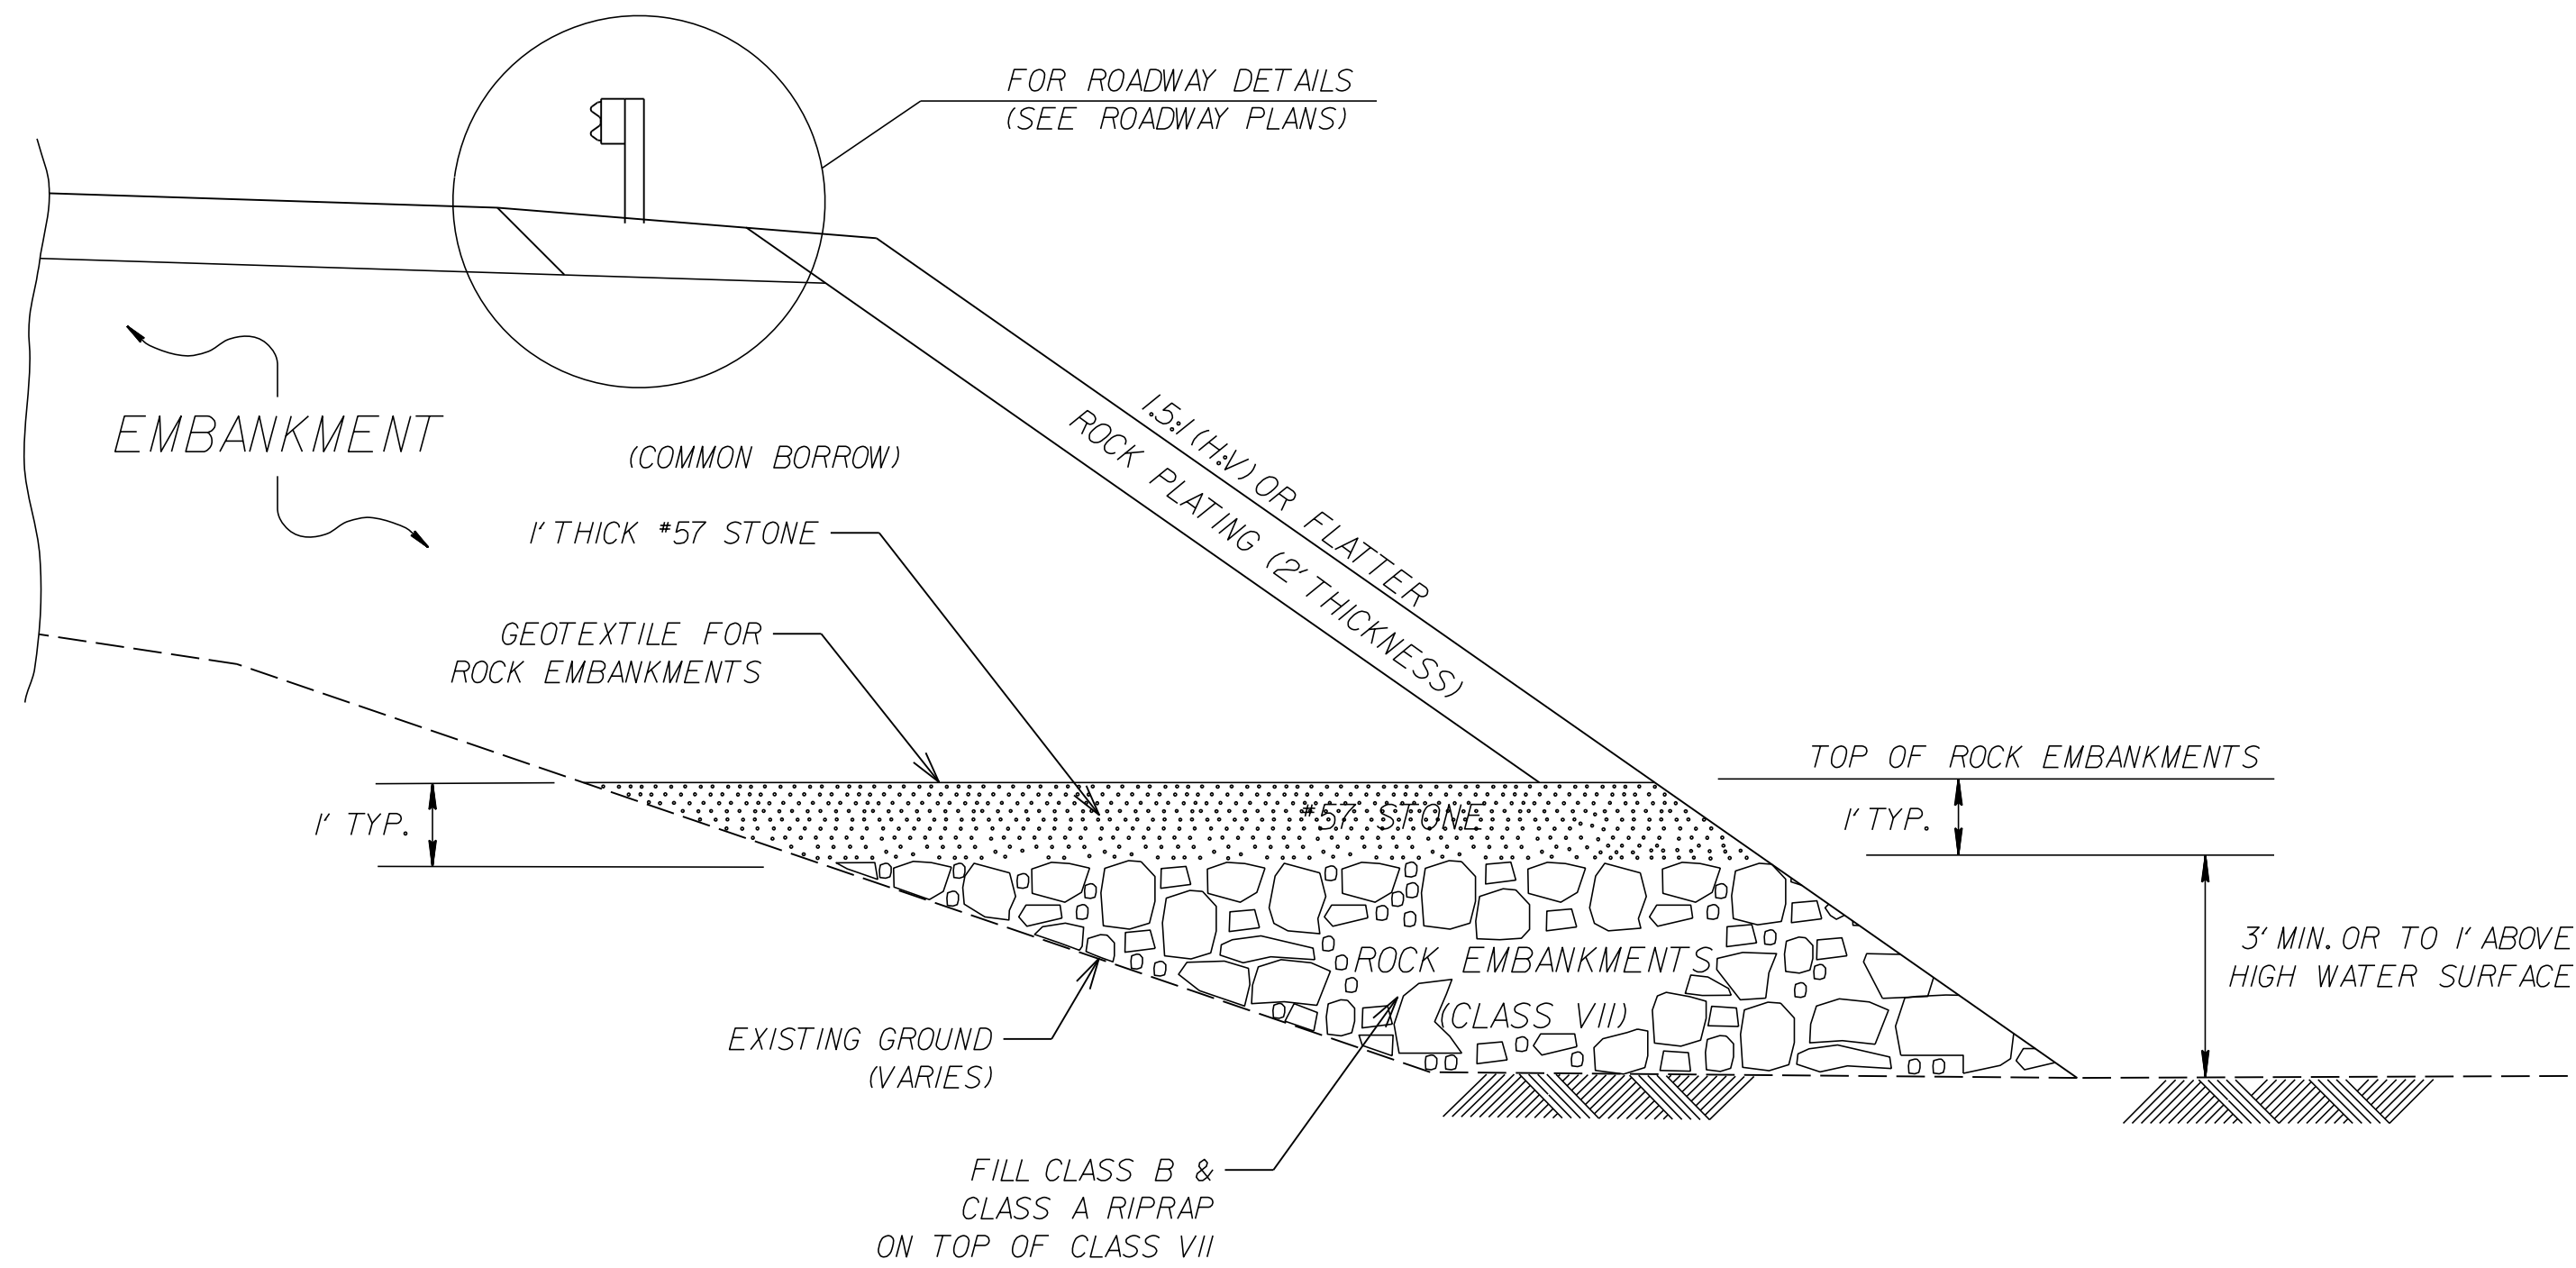 FOR ROADWAY DETAILS
(SEE ROADWAY PLANS)
EMBANKMENT
(COMMON BORROW)
1.5:1 (H:V) OR FLATTER
ROCK PLATING (2' THICKNESS)
1' THICK #57 STONE
GEOTEXTILE FOR
ROCK EMBANKMENTS
TOP OF ROCK EMBANKMENTS
1' TYP.
#57 STONE
1' TYP.
3' MIN. OR TO 1' ABOVE
HIGH WATER SURFACE
ROCK EMBANKMENTS
(CLASS VII)
EXISTING GROUND
(VARIES)
FILL CLASS B &
CLASS A RIPRAP
ON TOP OF CLASS VII